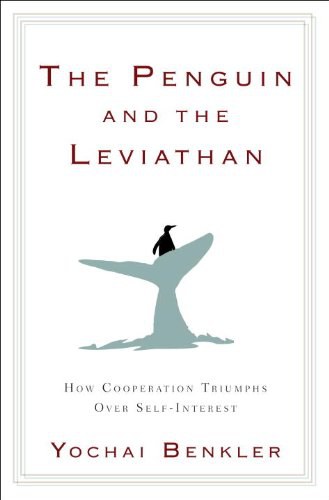 THE PENGUIN
AND THE
LEVIATHAN
HOW COOPERATION TRIUMPHS
OVER SELF-INTEREST
YOCHAI BENKLER